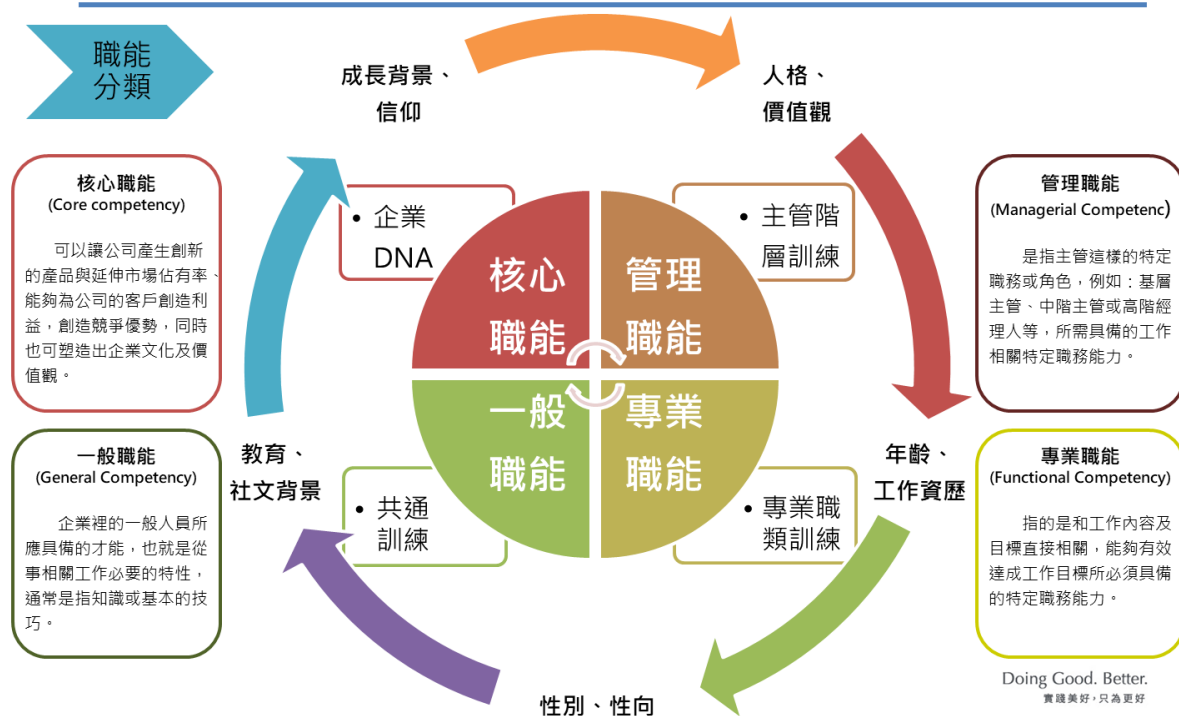 職能
分類
成長背景、
信仰
人格、
價值觀
核心職能
(Core competency)
可以讓公司產生創新
的產品與延伸市場佔有率、
能夠為公司的客戶創造利
益，創造競爭優勢，同時
也可塑造出企業文化及價
值觀。
• 企業
DNA
核心
職能
管理
職能
• 主管階
層訓練
管理職能
(Managerial Competenc)
是指主管這樣的特定
職務或角色，例如：基層
主管、中階主管或高階經
理人等，所需具備的工作
相關特定職務能力。
一般職能
(General Competency)
企業裡的一般人員所
應具備的才能，也就是從
事相關工作必要的特性，
通常是指知識或基本的技
巧。
教育、
社文背景
• 共通
訓練
一般
職能
專業
職能
• 專業職
類訓練
年齡、
工作資歷
專業職能
(Functional Competency)
指的是和工作內容及
目標直接相關，能夠有效
達成工作目標所必須具備
的特定職務能力。
性別、性向
Doing Good. Better.
實踐美好，只為更好